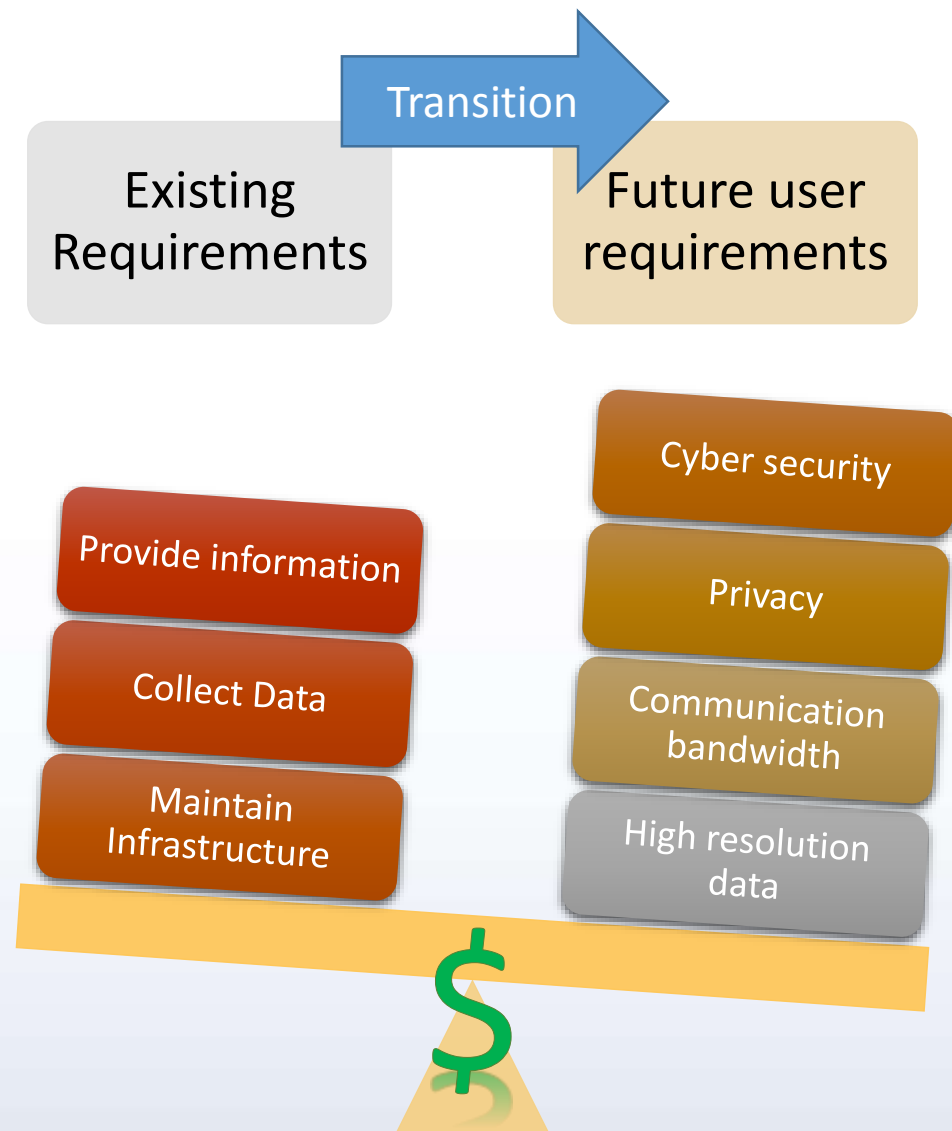 Transition
Existing
Requirements
Future user
requirements
Provide information
Collect Data
Maintain
Infrastructure
Cyber security
Privacy
Communication
bandwidth
High resolution
data
$